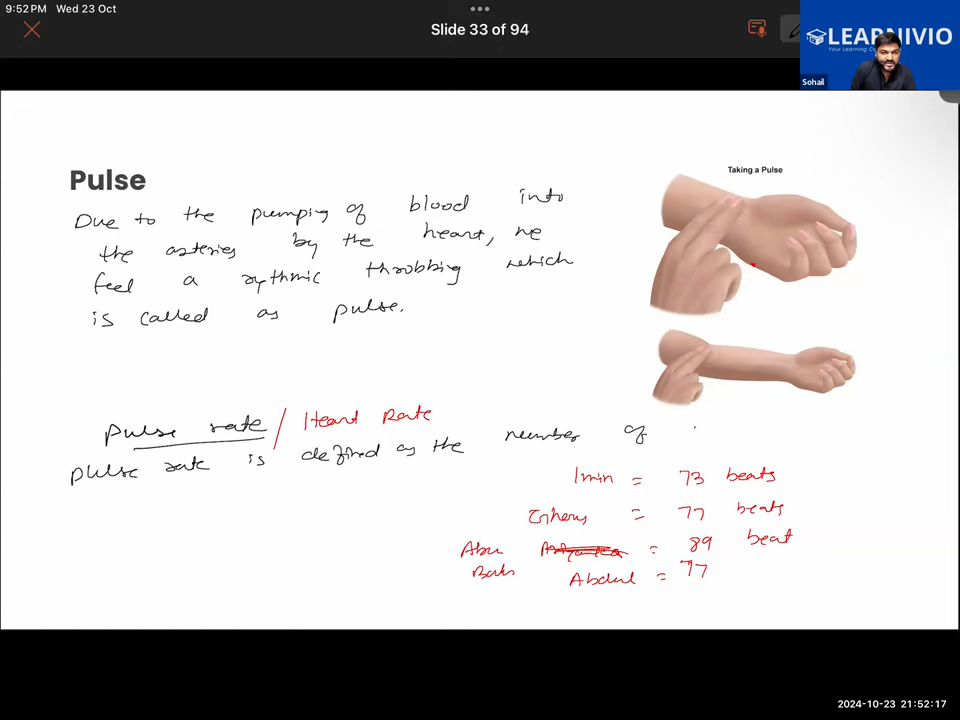 9:52 PM Wed 23 Oct
Slide 33 of 94
LEARNIVIO
Sohail
Pulse
Due to the pumping of blood into
the arteries by the heart, we
feel a rythmic throbbing which
is called as pulse.
Taking a Pulse
Pulse rate / Heart Rate
pulse rate is defined as the number of
1min = 73 beats
= 77 beats
Abu = 89 beat
Abdul = 77
2024-10-23 21:52:17